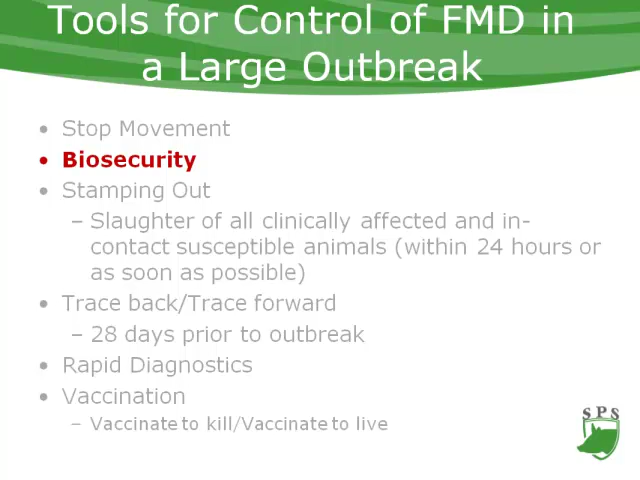 Tools for Control of FMD in
a Large Outbreak
• Stop Movement
• Biosecurity
• Stamping Out
– Slaughter of all clinically affected and in-
contact susceptible animals (within 24 hours or
as soon as possible)
• Trace back/Trace forward
– 28 days prior to outbreak
• Rapid Diagnostics
• Vaccination
– Vaccinate to kill/Vaccinate to live
SPS